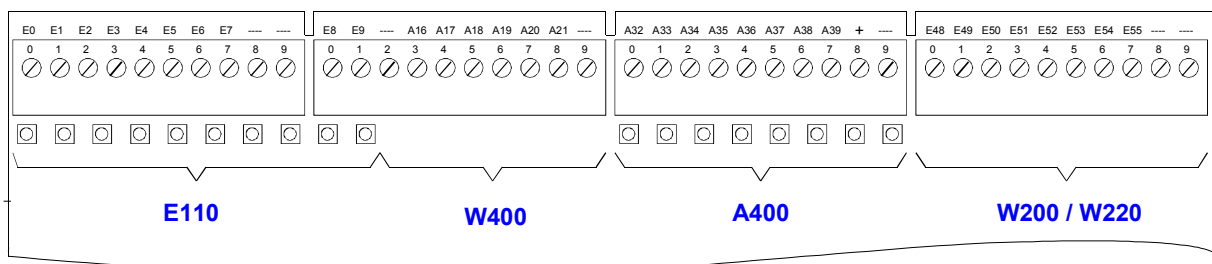 E0 E1 E2 E3 E4 E5 E6 E7 ---- ---- E8 E9 ---- A16 A17 A18 A19 A20 A21 ---- A32 A33 A34 A35 A36 A37 A38 A39 + ---- E48 E49 E50 E51 E52 E53 E54 E55 ---- ----
0 1 2 3 4 5 6 7 8 9 0 1 2 3 4 5 6 7 8 9 0 1 2 3 4 5 6 7 8 9 0 1 2 3 4 5 6 7 8 9
E110 W400 A400 W200 / W220